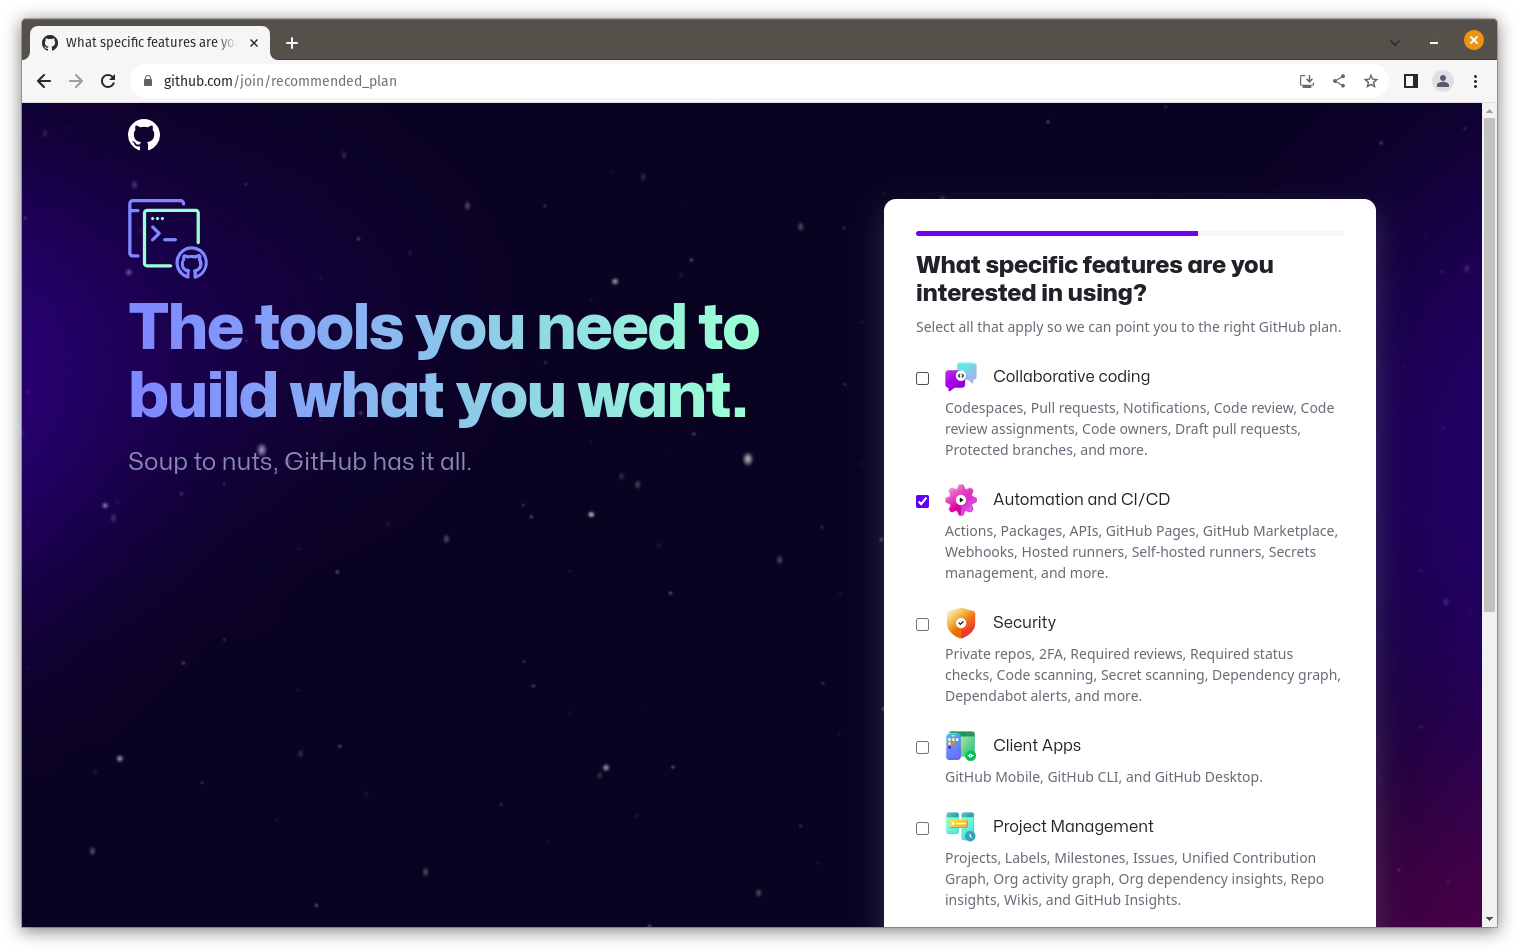 What specific features are yo
github.com/join/recommended_plan
The tools you need to
build what you want.
Soup to nuts, GitHub has it all.
What specific features are you
interested in using?
Select all that apply so we can point you to the right GitHub plan.
Collaborative coding
Codespaces, Pull requests, Notifications, Code review, Code
review assignments, Code owners, Draft pull requests,
Protected branches, and more.
Automation and CI/CD
Actions, Packages, APIs, GitHub Pages, GitHub Marketplace,
Webhooks, Hosted runners, Self-hosted runners, Secrets
management, and more.
Security
Private repos, 2FA, Required reviews, Required status
checks, Code scanning, Secret scanning, Dependency graph,
Dependabot alerts, and more.
Client Apps
GitHub Mobile, GitHub CLI, and GitHub Desktop.
Project Management
Projects, Labels, Milestones, Issues, Unified Contribution
Graph, Org activity graph, Org dependency insights, Repo
insights, Wikis, and GitHub Insights.